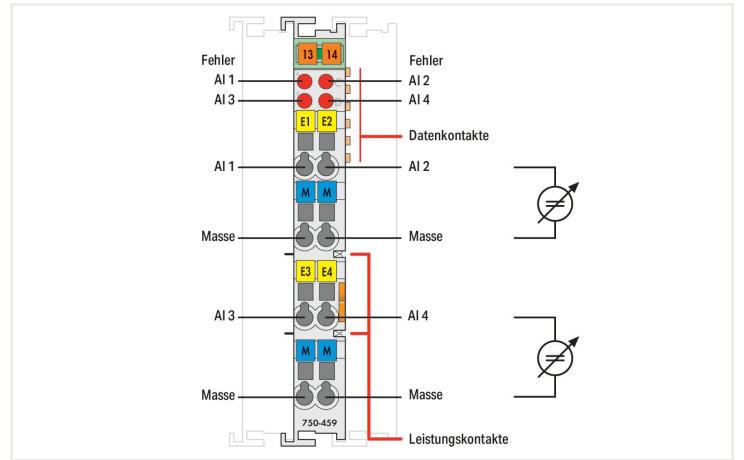 13 14
Fehler Fehler
AI 1 AI 2
AI 3 AI 4
E1 E2
Datenkontakte
AI 1 AI 2
M M
Masse Masse
E3 E4
AI 3 AI 4
M M
Masse Masse
750-459
Leistungskontakte